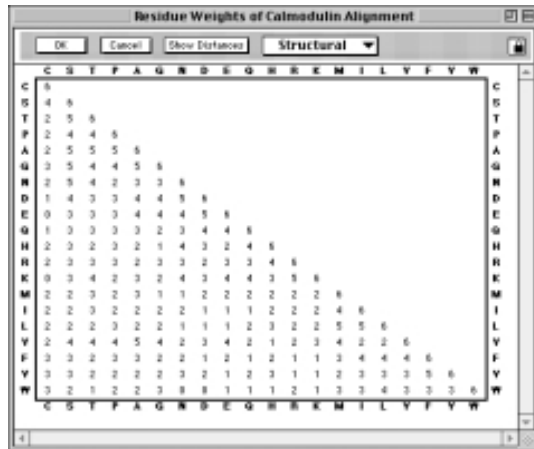 Residue Weights of Calmodulin Alignment
OK Cancel Show Distances Structural
C S T P A G N D E Q H R K M I L V F Y W
C 6 C
S 4 6 S
T 2 5 6 T
P 2 4 4 6 P
A 2 5 5 5 6 A
G 3 5 4 4 5 6 G
N 2 5 4 2 3 3 6 N
D 1 4 3 3 4 4 5 6 D
E 0 3 3 3 4 4 4 5 6 E
Q 1 3 3 3 3 2 3 4 4 6 Q
H 2 3 2 3 2 1 4 3 2 4 6 H
R 2 3 3 3 2 3 2 2 3 3 4 6 R
K 0 3 4 2 3 2 4 3 4 4 3 5 6 K
M 2 2 3 2 3 1 1 2 2 2 2 2 2 6 M
I 2 2 3 2 2 2 2 1 1 1 2 2 2 4 6 I
L 2 2 2 3 2 2 1 1 1 2 3 2 2 5 5 6 L
V 2 4 4 4 5 4 2 3 4 2 1 2 3 4 2 2 6 V
F 3 3 2 3 3 2 2 1 2 1 2 1 1 3 4 4 4 6 F
Y 3 3 2 2 2 2 3 2 1 2 3 1 1 2 3 3 3 5 6 Y
W 3 2 1 2 2 3 0 0 1 1 1 2 1 3 3 4 3 3 3 6 W
C S T P A G N D E Q H R K M I L V F Y W